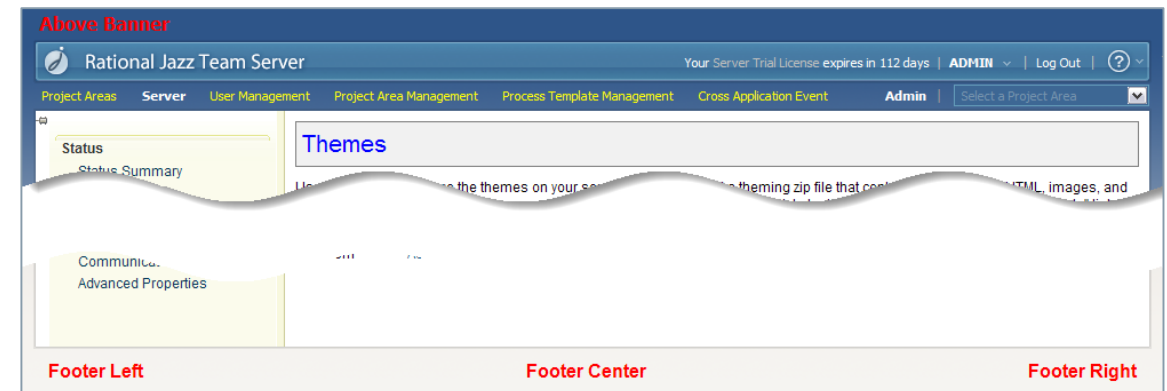 Above Banner
Rational Jazz Team Server
Your Server Trial License expires in 112 days | ADMIN | Log Out | ?
Project Areas Server User Management Project Area Management Process Template Management Cross Application Event Admin | Select a Project Area
Status
Themes
Status Summary
the themes on your theming zip file that HTML, images, and
Advanced Properties
Footer Left Footer Center Footer Right